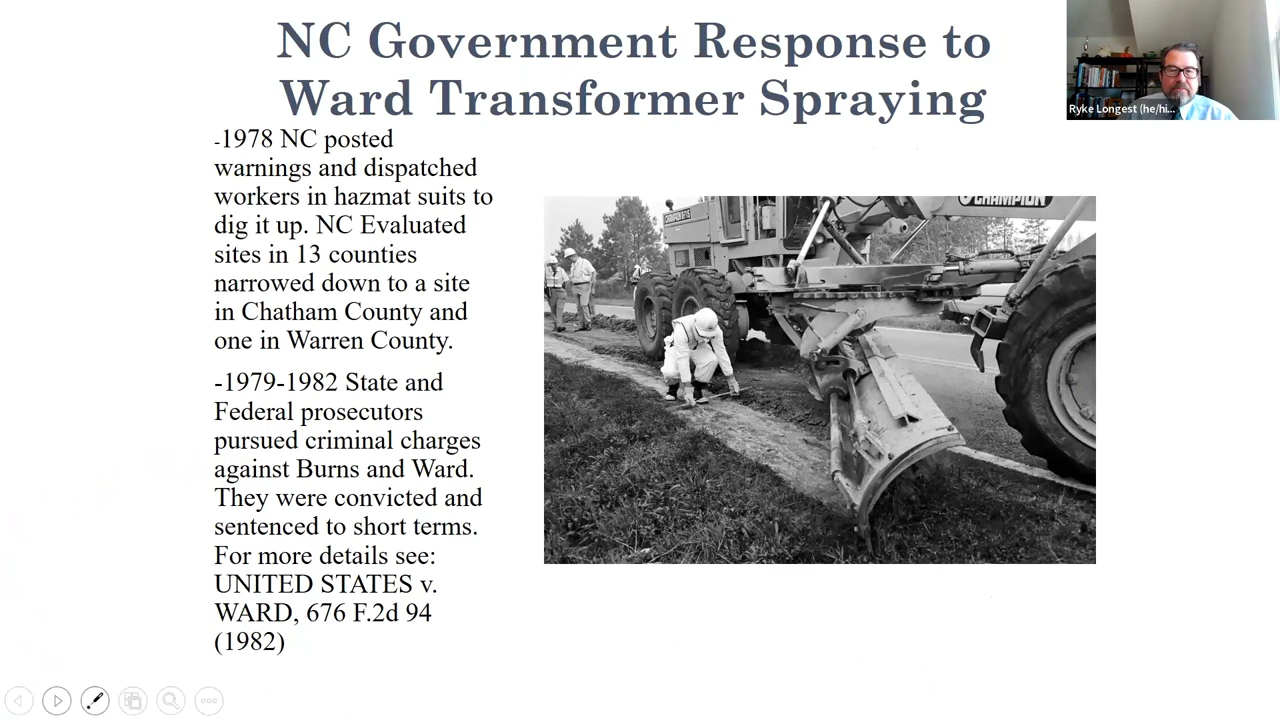 NC Government Response to
Ward Transformer Spraying
-1978 NC posted
warnings and dispatched
workers in hazmat suits to
dig it up. NC Evaluated
sites in 13 counties
narrowed down to a site
in Chatham County and
one in Warren County.
-1979-1982 State and
Federal prosecutors
pursued criminal charges
against Burns and Ward.
They were convicted and
sentenced to short terms.
For more details see:
UNITED STATES v.
WARD, 676 F.2d 94
(1982)
CHAMPION
Ryke Longest (he/hi...